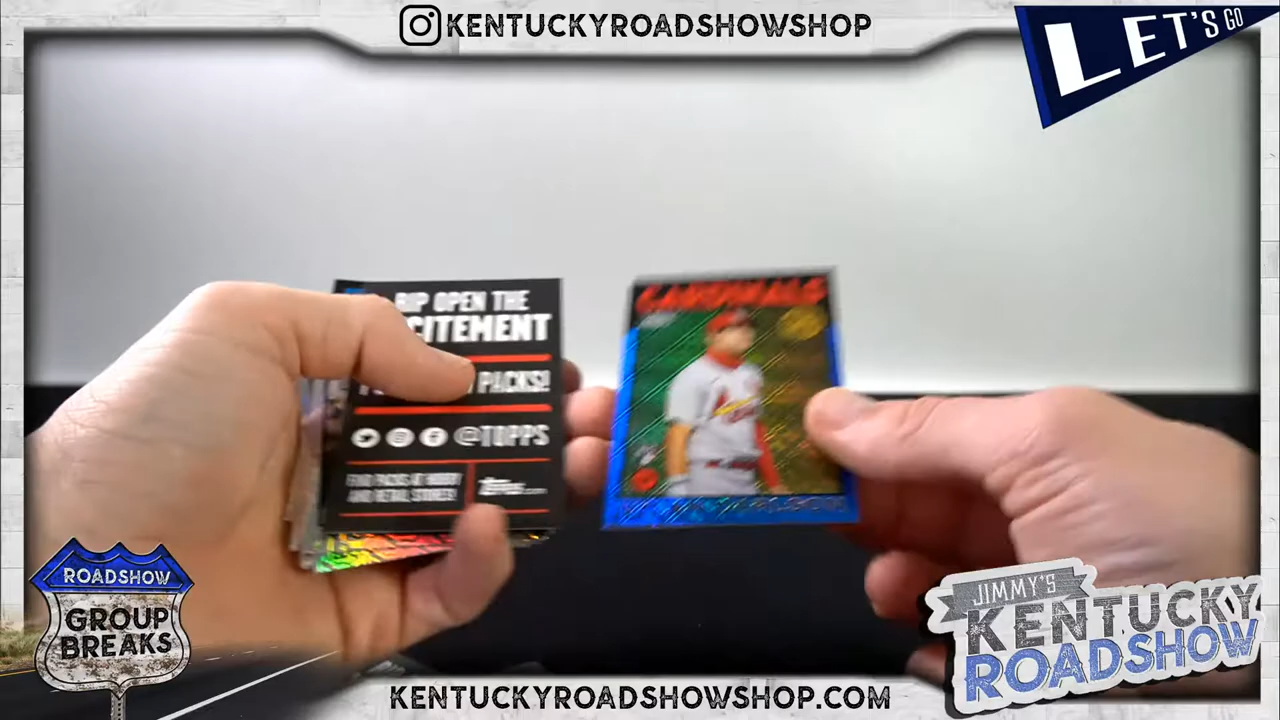 KENTUCKYROADSHOWSHOP
LET'S GO
RIP OPEN THE
CITEMENT
PACKS!
@TOPPS
FIND PACKS AT HOBBY
AND RETAIL STORES!
topps
CARDINALS
ROADSHOW
GROUP
BREAKS
JIMMY'S
KENTUCKY
ROADSHOW
KENTUCKYROADSHOWSHOP.COM